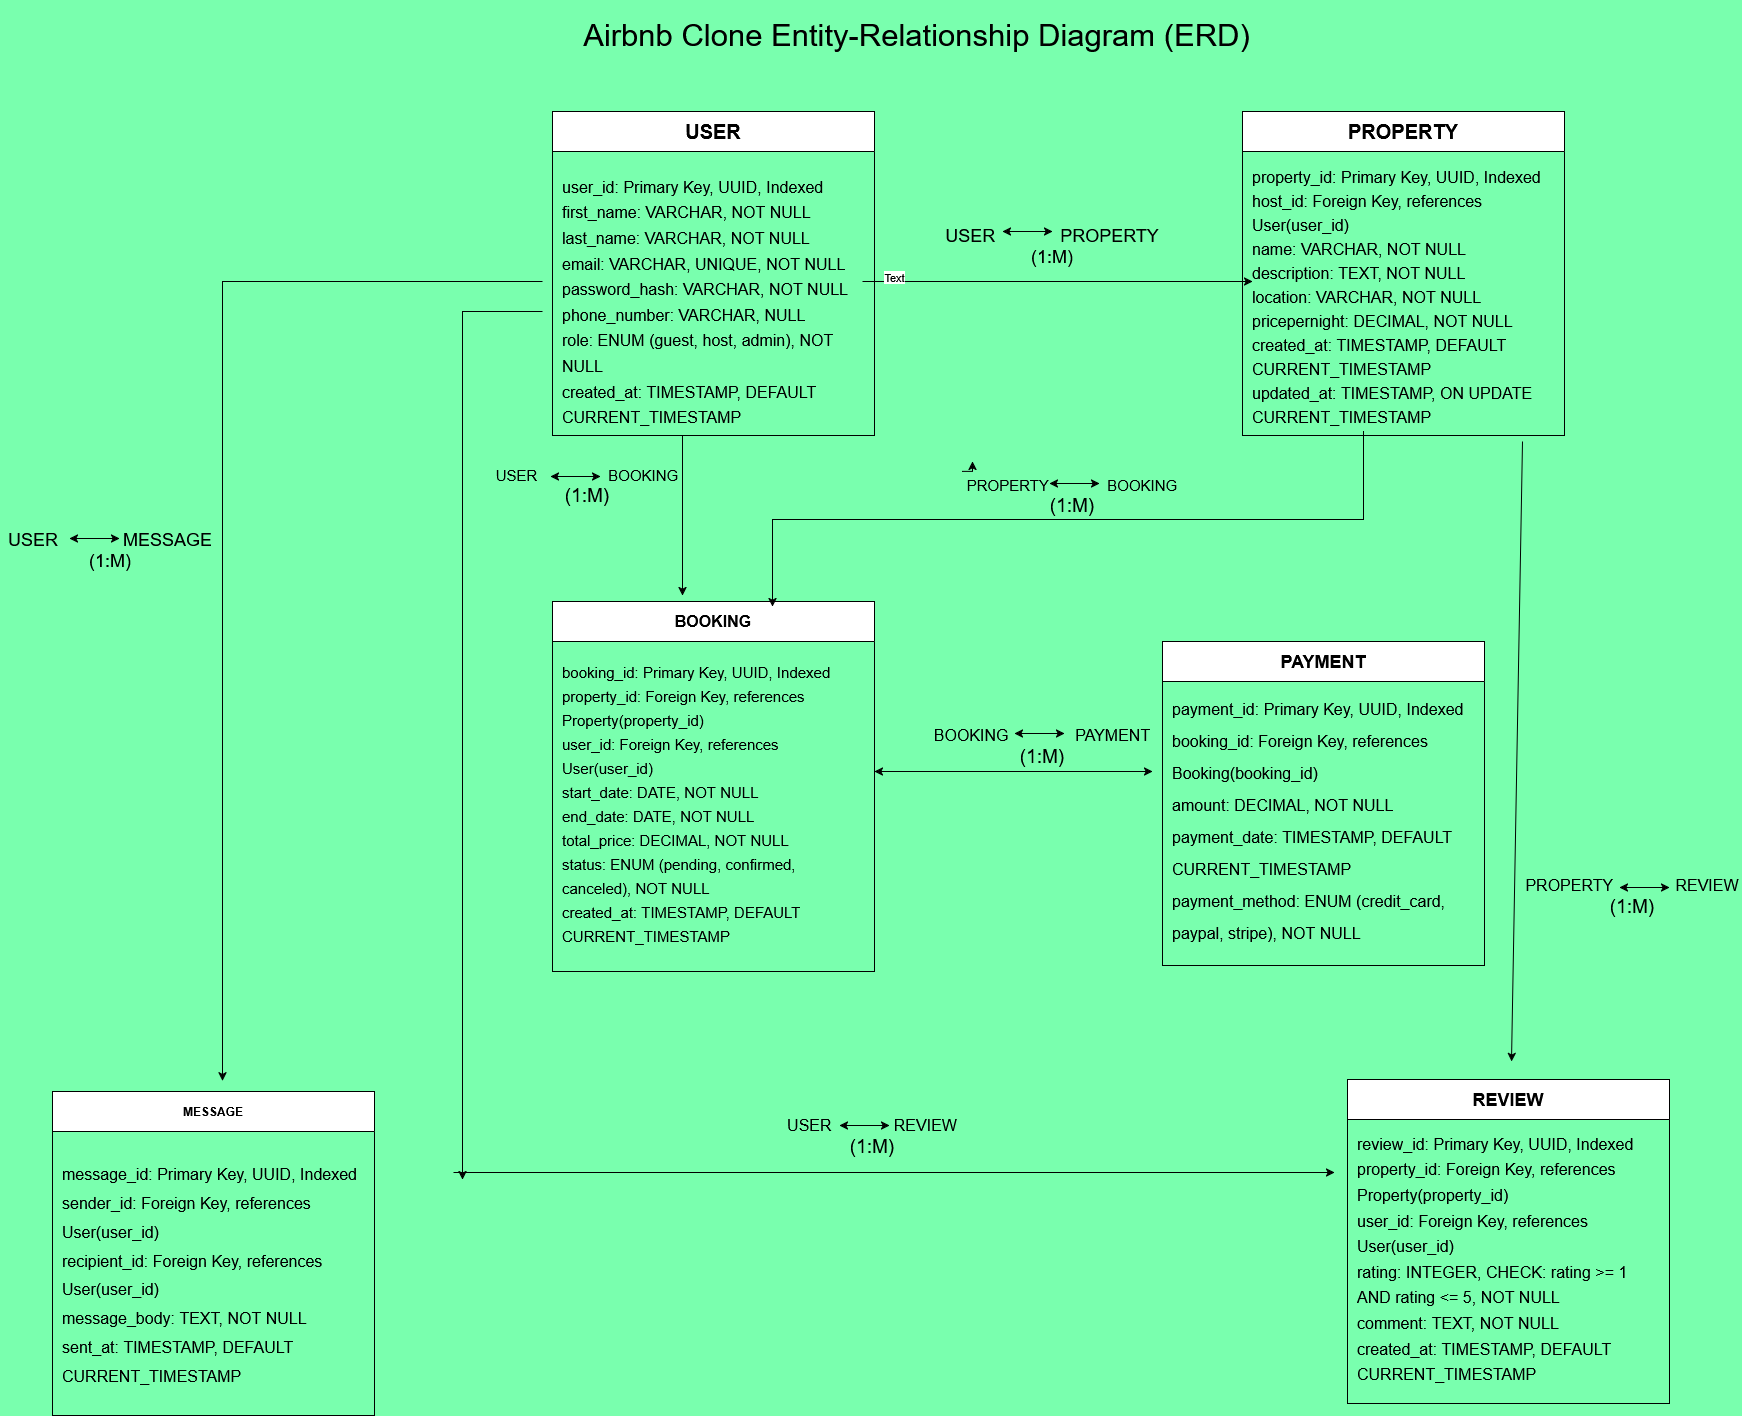 Airbnb Clone Entity-Relationship Diagram (ERD)
USER
user_id: Primary Key, UUID, Indexed
first_name: VARCHAR, NOT NULL
last_name: VARCHAR, NOT NULL
email: VARCHAR, UNIQUE, NOT NULL
password_hash: VARCHAR, NOT NULL
phone_number: VARCHAR, NULL
role: ENUM (guest, host, admin), NOT
NULL
created_at: TIMESTAMP, DEFAULT
CURRENT_TIMESTAMP
USER PROPERTY
(1:M)
Text
PROPERTY
property_id: Primary Key, UUID, Indexed
host_id: Foreign Key, references
User(user_id)
name: VARCHAR, NOT NULL
description: TEXT, NOT NULL
location: VARCHAR, NOT NULL
pricepernight: DECIMAL, NOT NULL
created_at: TIMESTAMP, DEFAULT
CURRENT_TIMESTAMP
updated_at: TIMESTAMP, ON UPDATE
CURRENT_TIMESTAMP
USER BOOKING
(1:M)
PROPERTY BOOKING
(1:M)
USER MESSAGE
(1:M)
BOOKING
booking_id: Primary Key, UUID, Indexed
property_id: Foreign Key, references
Property(property_id)
user_id: Foreign Key, references
User(user_id)
start_date: DATE, NOT NULL
end_date: DATE, NOT NULL
total_price: DECIMAL, NOT NULL
status: ENUM (pending, confirmed,
canceled), NOT NULL
created_at: TIMESTAMP, DEFAULT
CURRENT_TIMESTAMP
BOOKING PAYMENT
(1:M)
PAYMENT
payment_id: Primary Key, UUID, Indexed
booking_id: Foreign Key, references
Booking(booking_id)
amount: DECIMAL, NOT NULL
payment_date: TIMESTAMP, DEFAULT
CURRENT_TIMESTAMP
payment_method: ENUM (credit_card,
paypal, stripe), NOT NULL
PROPERTY REVIEW
(1:M)
MESSAGE
message_id: Primary Key, UUID, Indexed
sender_id: Foreign Key, references
User(user_id)
recipient_id: Foreign Key, references
User(user_id)
message_body: TEXT, NOT NULL
sent_at: TIMESTAMP, DEFAULT
CURRENT_TIMESTAMP
USER REVIEW
(1:M)
REVIEW
review_id: Primary Key, UUID, Indexed
property_id: Foreign Key, references
Property(property_id)
user_id: Foreign Key, references
User(user_id)
rating: INTEGER, CHECK: rating >= 1
AND rating <= 5, NOT NULL
comment: TEXT, NOT NULL
created_at: TIMESTAMP, DEFAULT
CURRENT_TIMESTAMP